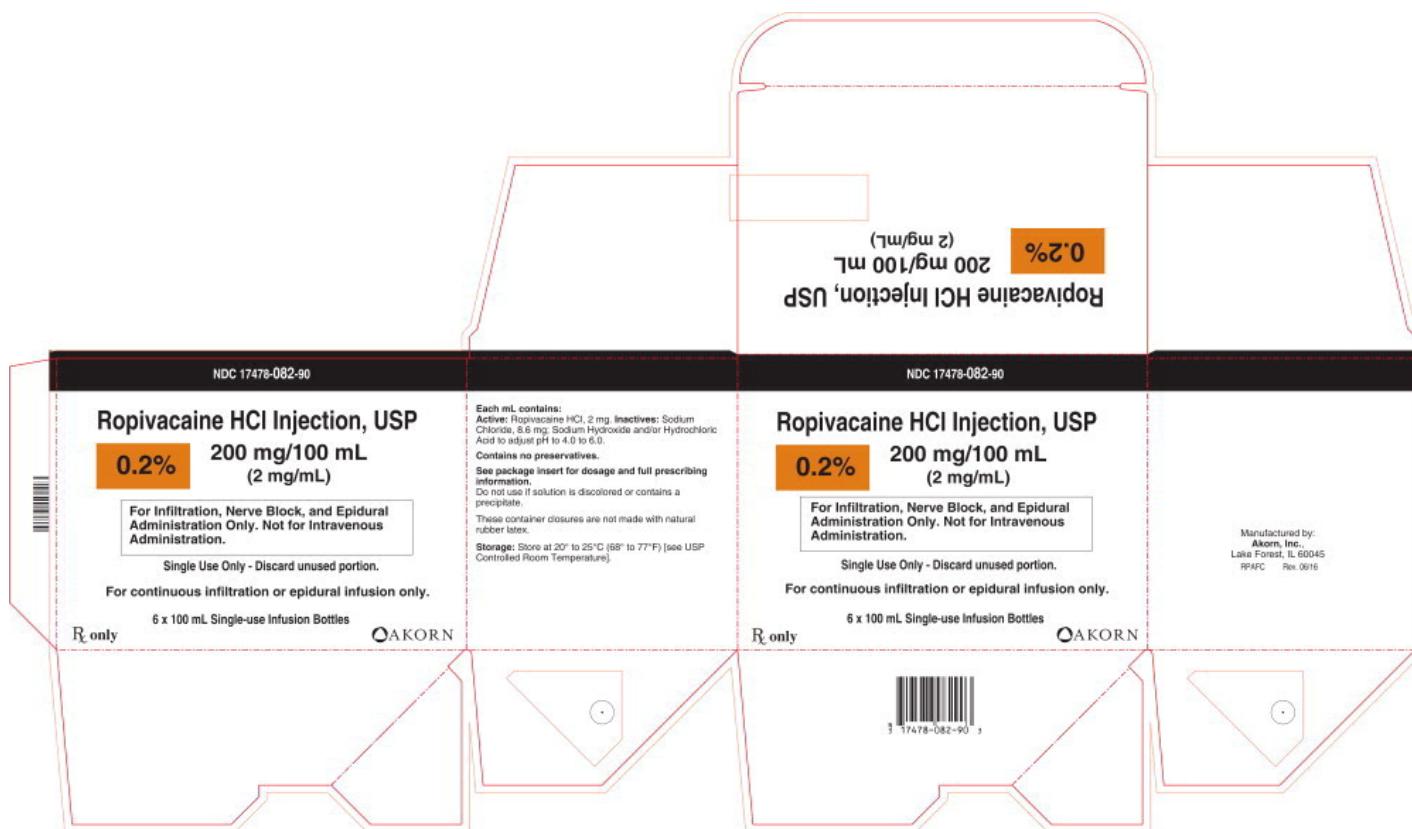 Ropivacaine HCl Injection, USP
0.2%
200 mg/100 mL
(2 mg/mL)
NDC 17478-082-90
Ropivacaine HCl Injection, USP
0.2%
200 mg/100 mL
(2 mg/mL)
For Infiltration, Nerve Block, and Epidural
Administration Only. Not for Intravenous
Administration.
Single Use Only - Discard unused portion.
For continuous infiltration or epidural infusion only.
6 x 100 mL Single-use Infusion Bottles
℞ only
AKORN
Each mL contains:
Active: Ropivacaine HCl, 2 mg. Inactives: Sodium
Chloride, 8.6 mg; Sodium Hydroxide and/or Hydrochloric
Acid to adjust pH to 4.0 to 6.0.
Contains no preservatives.
See package insert for dosage and full prescribing
information.
Do not use if solution is discolored or contains a
precipitate.
These container closures are not made with natural
rubber latex.
Storage: Store at 20° to 25°C (68° to 77°F) [see USP
Controlled Room Temperature].
NDC 17478-082-90
Ropivacaine HCl Injection, USP
0.2%
200 mg/100 mL
(2 mg/mL)
For Infiltration, Nerve Block, and Epidural
Administration Only. Not for Intravenous
Administration.
Single Use Only - Discard unused portion.
For continuous infiltration or epidural infusion only.
6 x 100 mL Single-use Infusion Bottles
℞ only
AKORN
Manufactured by:
Akorn, Inc.,
Lake Forest, IL 60045
RPAFC Rev. 06/16
17478-082-90